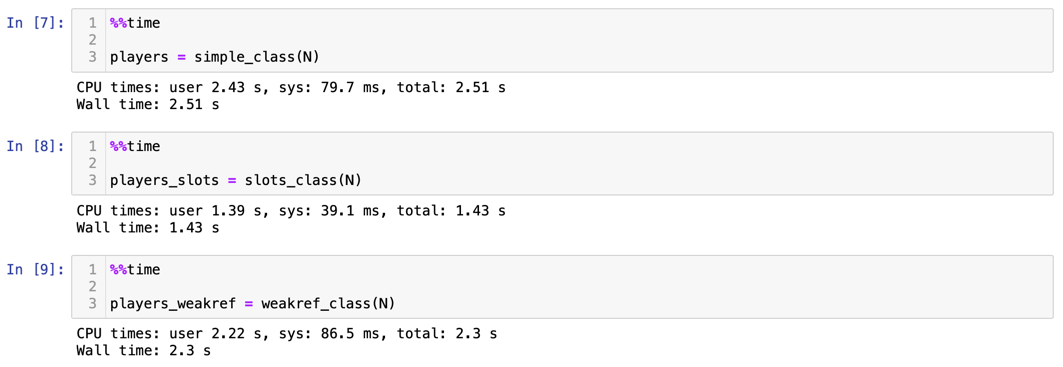 In [7]: 1 %%time
2
3 players = simple_class(N)
CPU times: user 2.43 s, sys: 79.7 ms, total: 2.51 s
Wall time: 2.51 s
In [8]: 1 %%time
2
3 players_slots = slots_class(N)
CPU times: user 1.39 s, sys: 39.1 ms, total: 1.43 s
Wall time: 1.43 s
In [9]: 1 %%time
2
3 players_weakref = weakref_class(N)
CPU times: user 2.22 s, sys: 86.5 ms, total: 2.3 s
Wall time: 2.3 s